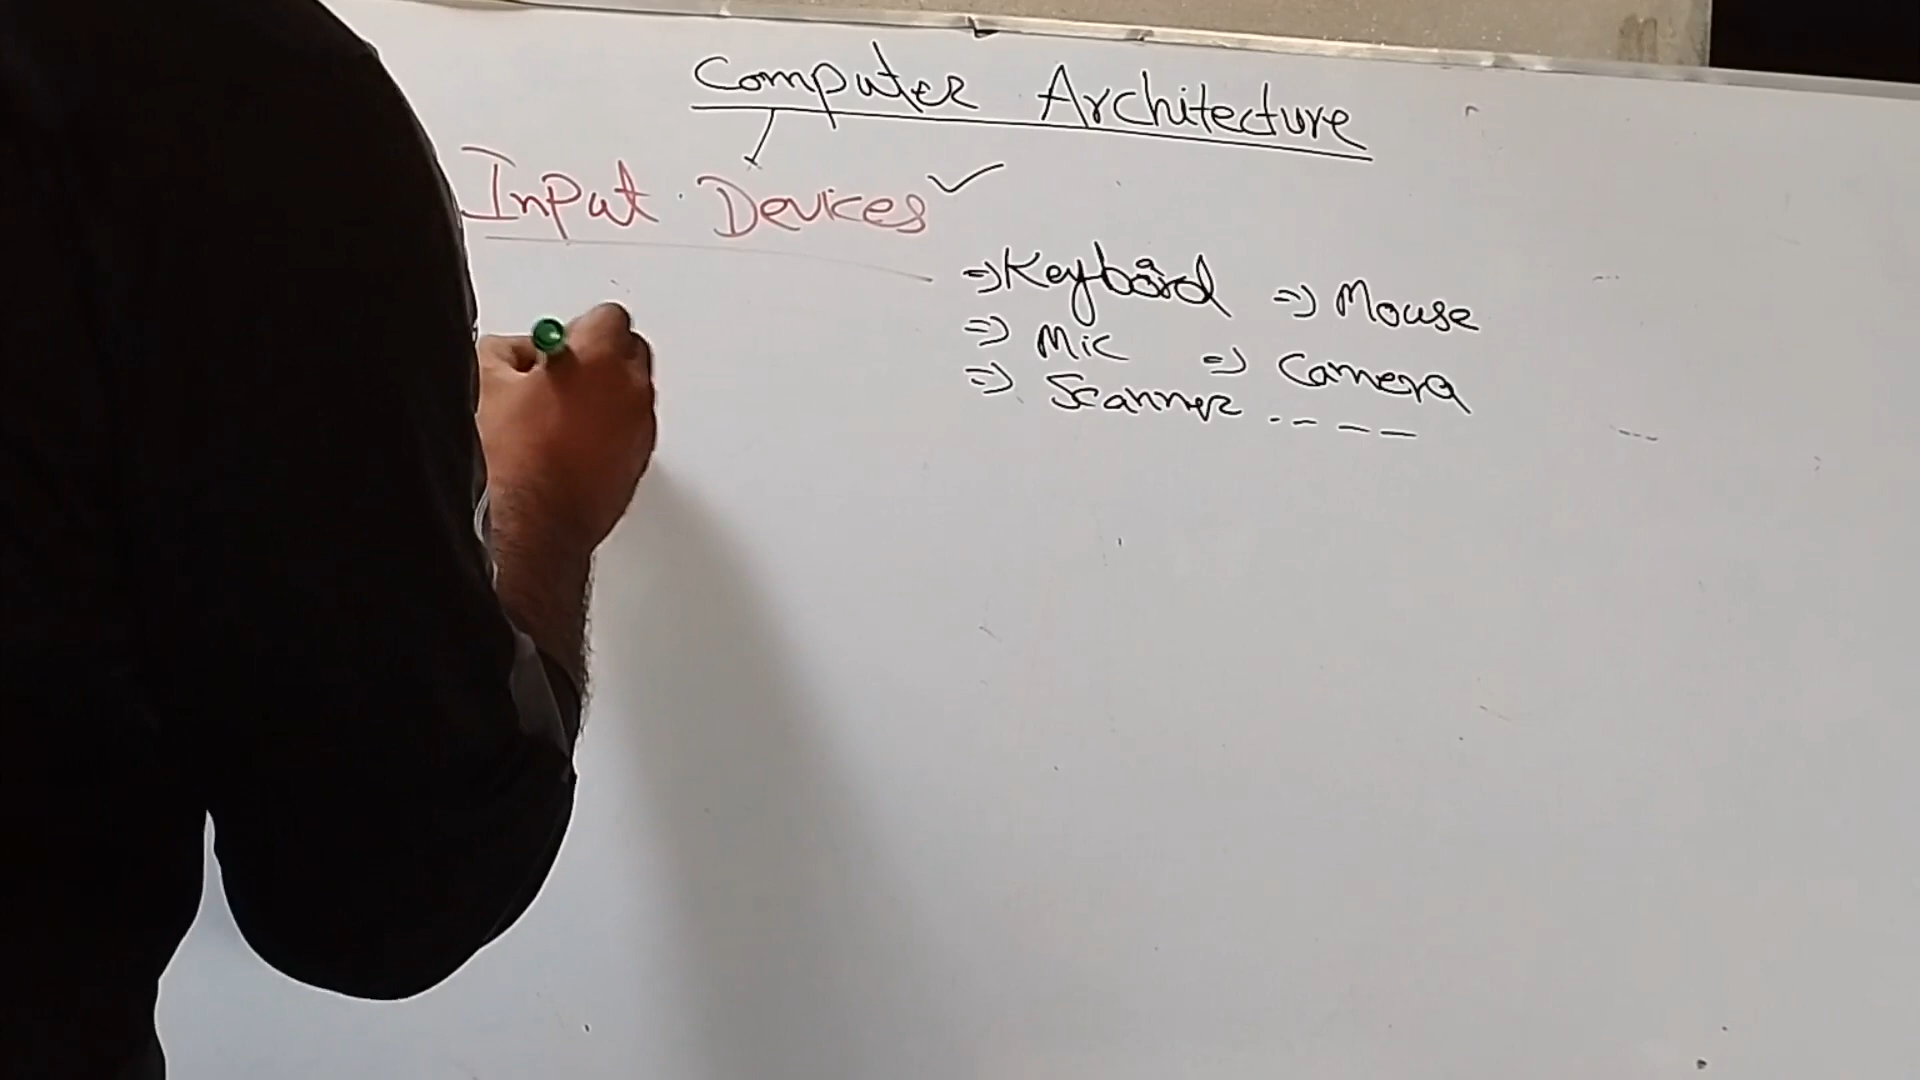 Computer Architecture
Input Devices ✓
=> Keyboard => Mouse
=> Mic => Camera
=> Scanner ----